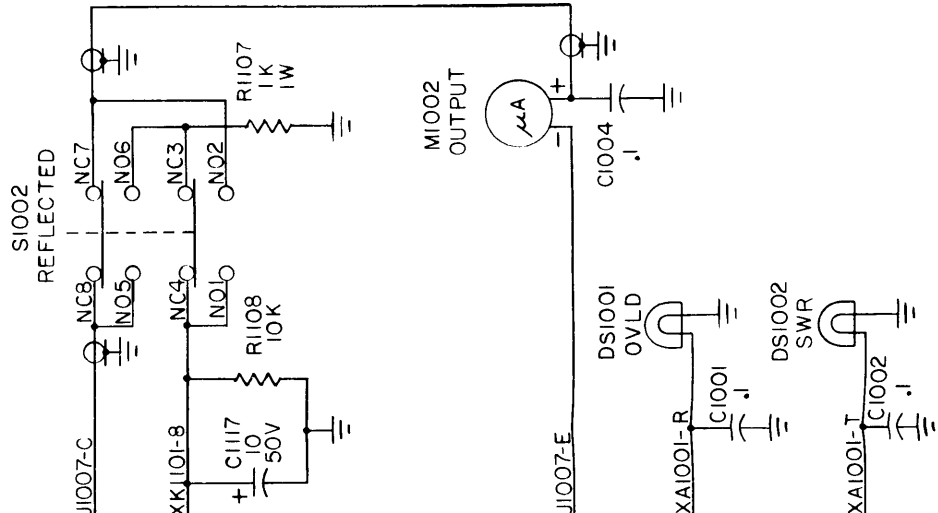 S1002
REFLECTED
NC7
NO6
NC3
NO2
NC8
NO5
NC4
NO1
R1107
1K
1W
R1108
10K
C1117
10
50V
+
J1007-C
XK1101-8
M1002
OUTPUT
μA
+
-
C1004
.1
J1007-E
DS1001
OVLD
XA1001-R
C1001
.1
DS1002
SWR
XA1001-T
C1002
.1